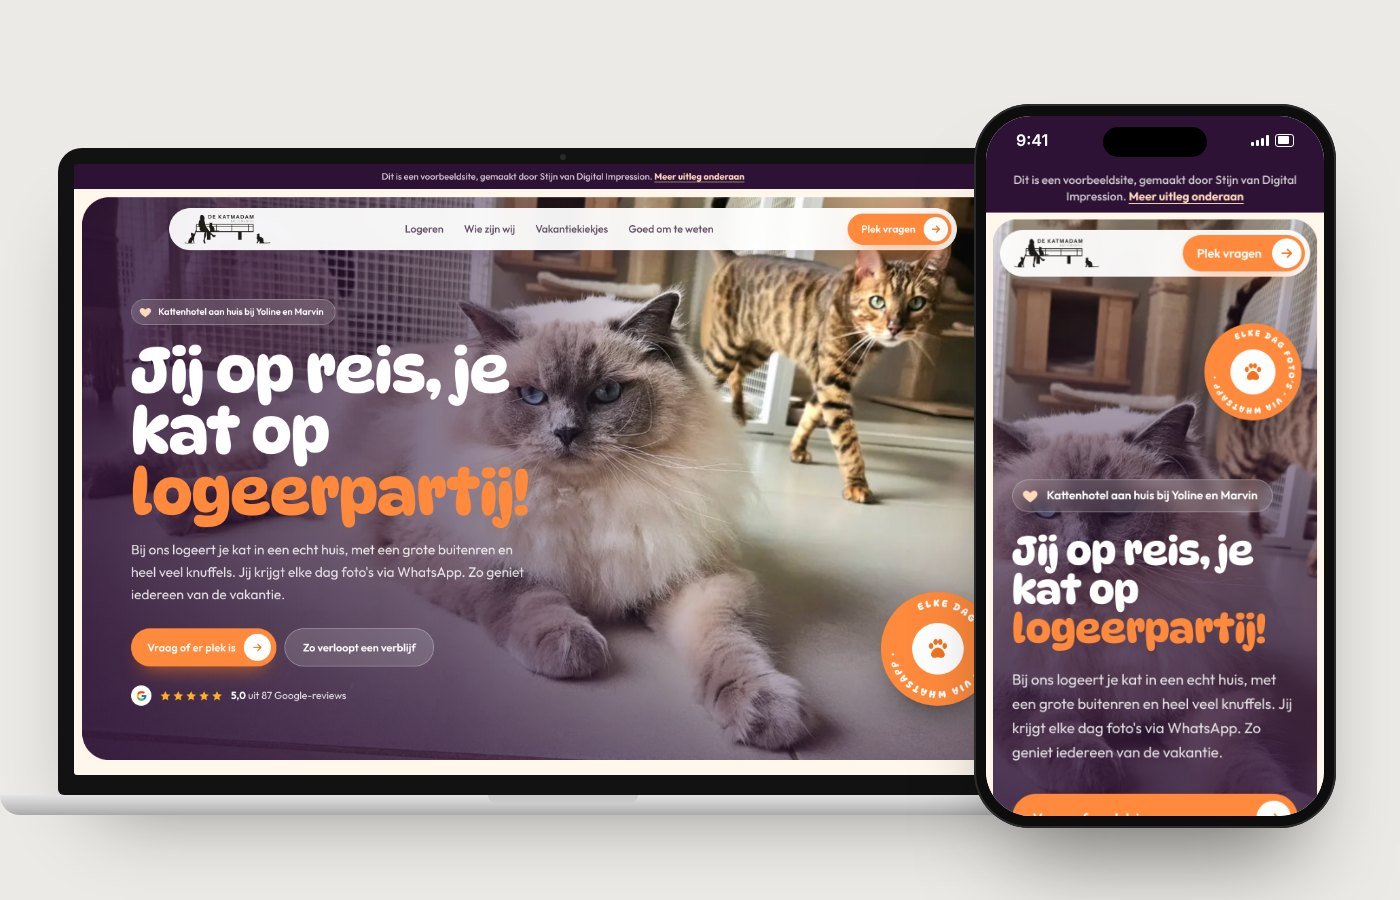 Dit is een voorbeeldsite, gemaakt door Stijn van Digital Impression. Meer uitleg onderaan
DE KATMADAM
Logeren
Wie zijn wij
Vakantiekiekjes
Goed om te weten
Plek vragen
Kattenhotel aan huis bij Yoline en Marvin
Jij op reis, je
kat op
logeerpartij!
Bij ons logeert je kat in een echt huis, met een grote buitenren en
heel veel knuffels. Jij krijgt elke dag foto's via WhatsApp. Zo geniet
iedereen van de vakantie.
Vraag of er plek is
Zo verloopt een verblijf
5,0 uit 87 Google-reviews
ELKE DAG
VIA WHATSAPP •
9:41
Dit is een voorbeeldsite, gemaakt door Stijn van Digital
Impression. Meer uitleg onderaan
DE KATMADAM
Plek vragen
ELKE DAG FOTO'S • VIA WHATSAPP •
Kattenhotel aan huis bij Yoline en Marvin
Jij op reis, je
kat op
logeerpartij!
Bij ons logeert je kat in een echt huis, met
een grote buitenren en heel veel knuffels. Jij
krijgt elke dag foto's via WhatsApp. Zo
geniet iedereen van de vakantie.